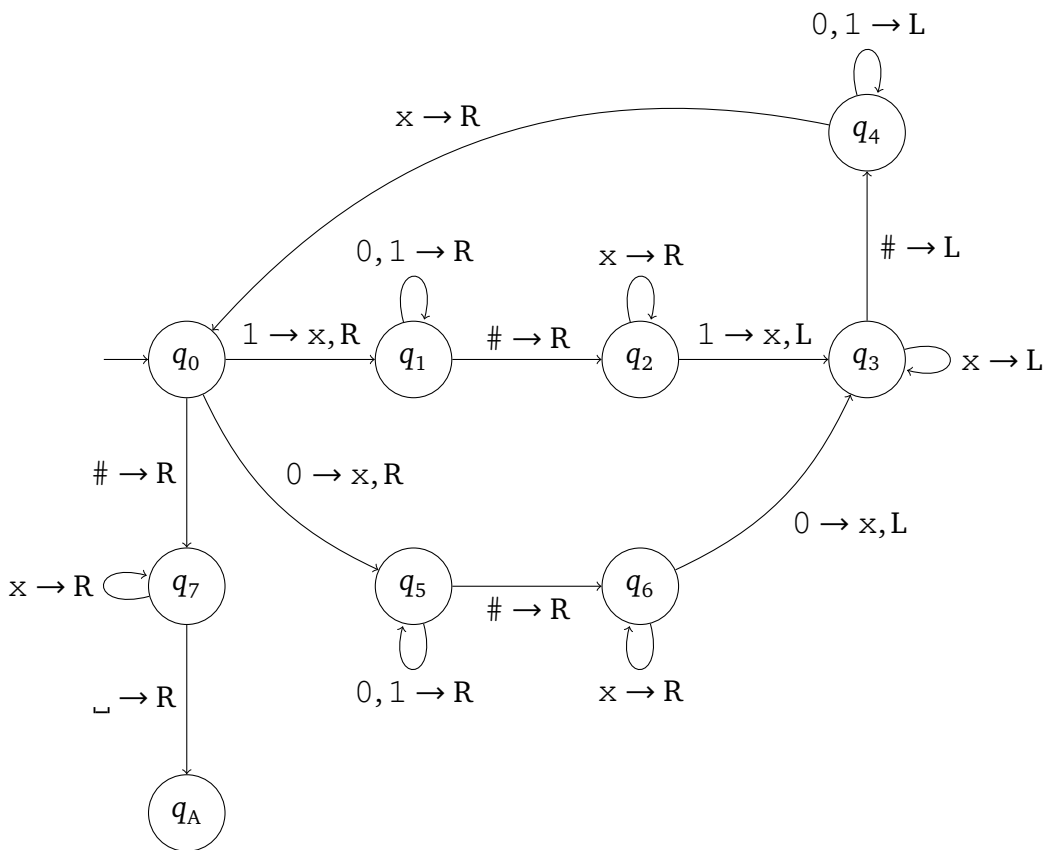 0, 1 → L
x → R
q4
0, 1 → R
x → R
# → L
q0
1 → x, R
q1
# → R
q2
1 → x, L
q3
x → L
# → R
0 → x, R
0 → x, L
x → R
q7
q5
# → R
q6
0, 1 → R
x → R
␣ → R
qA